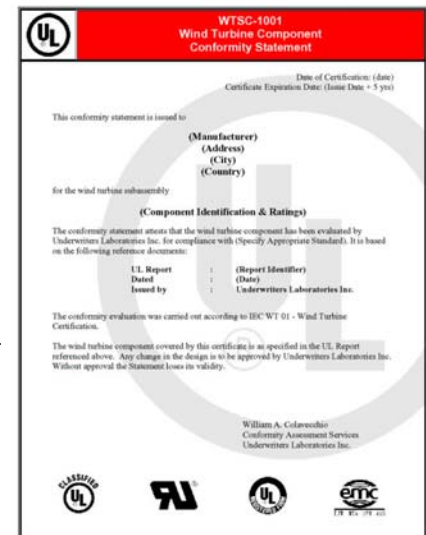 UL
WTSC-1001
Wind Turbine Component
Conformity Statement
Date of Certification: (date)
Certificate Expiration Date: (Issue Date + 5 yrs)
This conformity statement is issued to
(Manufacturer)
(Address)
(City)
(Country)
for the wind turbine subassembly
(Component Identification & Ratings)
The conformity statement attests that the wind turbine component has been evaluated by
Underwriters Laboratories Inc. for compliance with (Specify Appropriate Standard). It is based
on the following reference documents:
UL Report : (Report Identifier)
Dated : (Date)
Issued by : Underwriters Laboratories Inc.
The conformity evaluation was carried out according to IEC WT 01 - Wind Turbine
Certification.
The wind turbine component covered by this certificate is as specified in the UL Report
referenced above. Any change in the design is to be approved by Underwriters Laboratories Inc.
Without approval the Statement loses its validity.
William A. Colavecchio
Conformity Assessment Services
Underwriters Laboratories Inc.
CLASSIFIED
UL
UL
emc